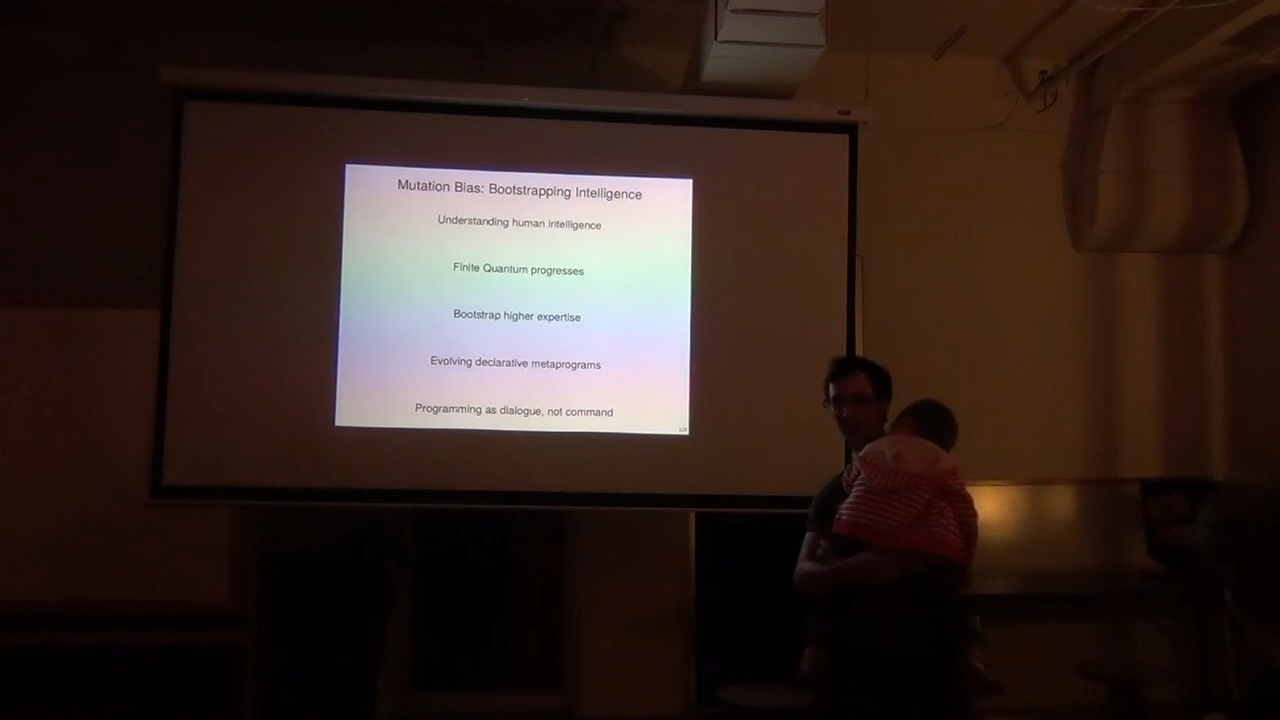 Mutation Bias: Bootstrapping Intelligence
Understanding human intelligence
Finite Quantum progresses
Bootstrap higher expertise
Evolving declarative metaprograms
Programming as dialogue, not command